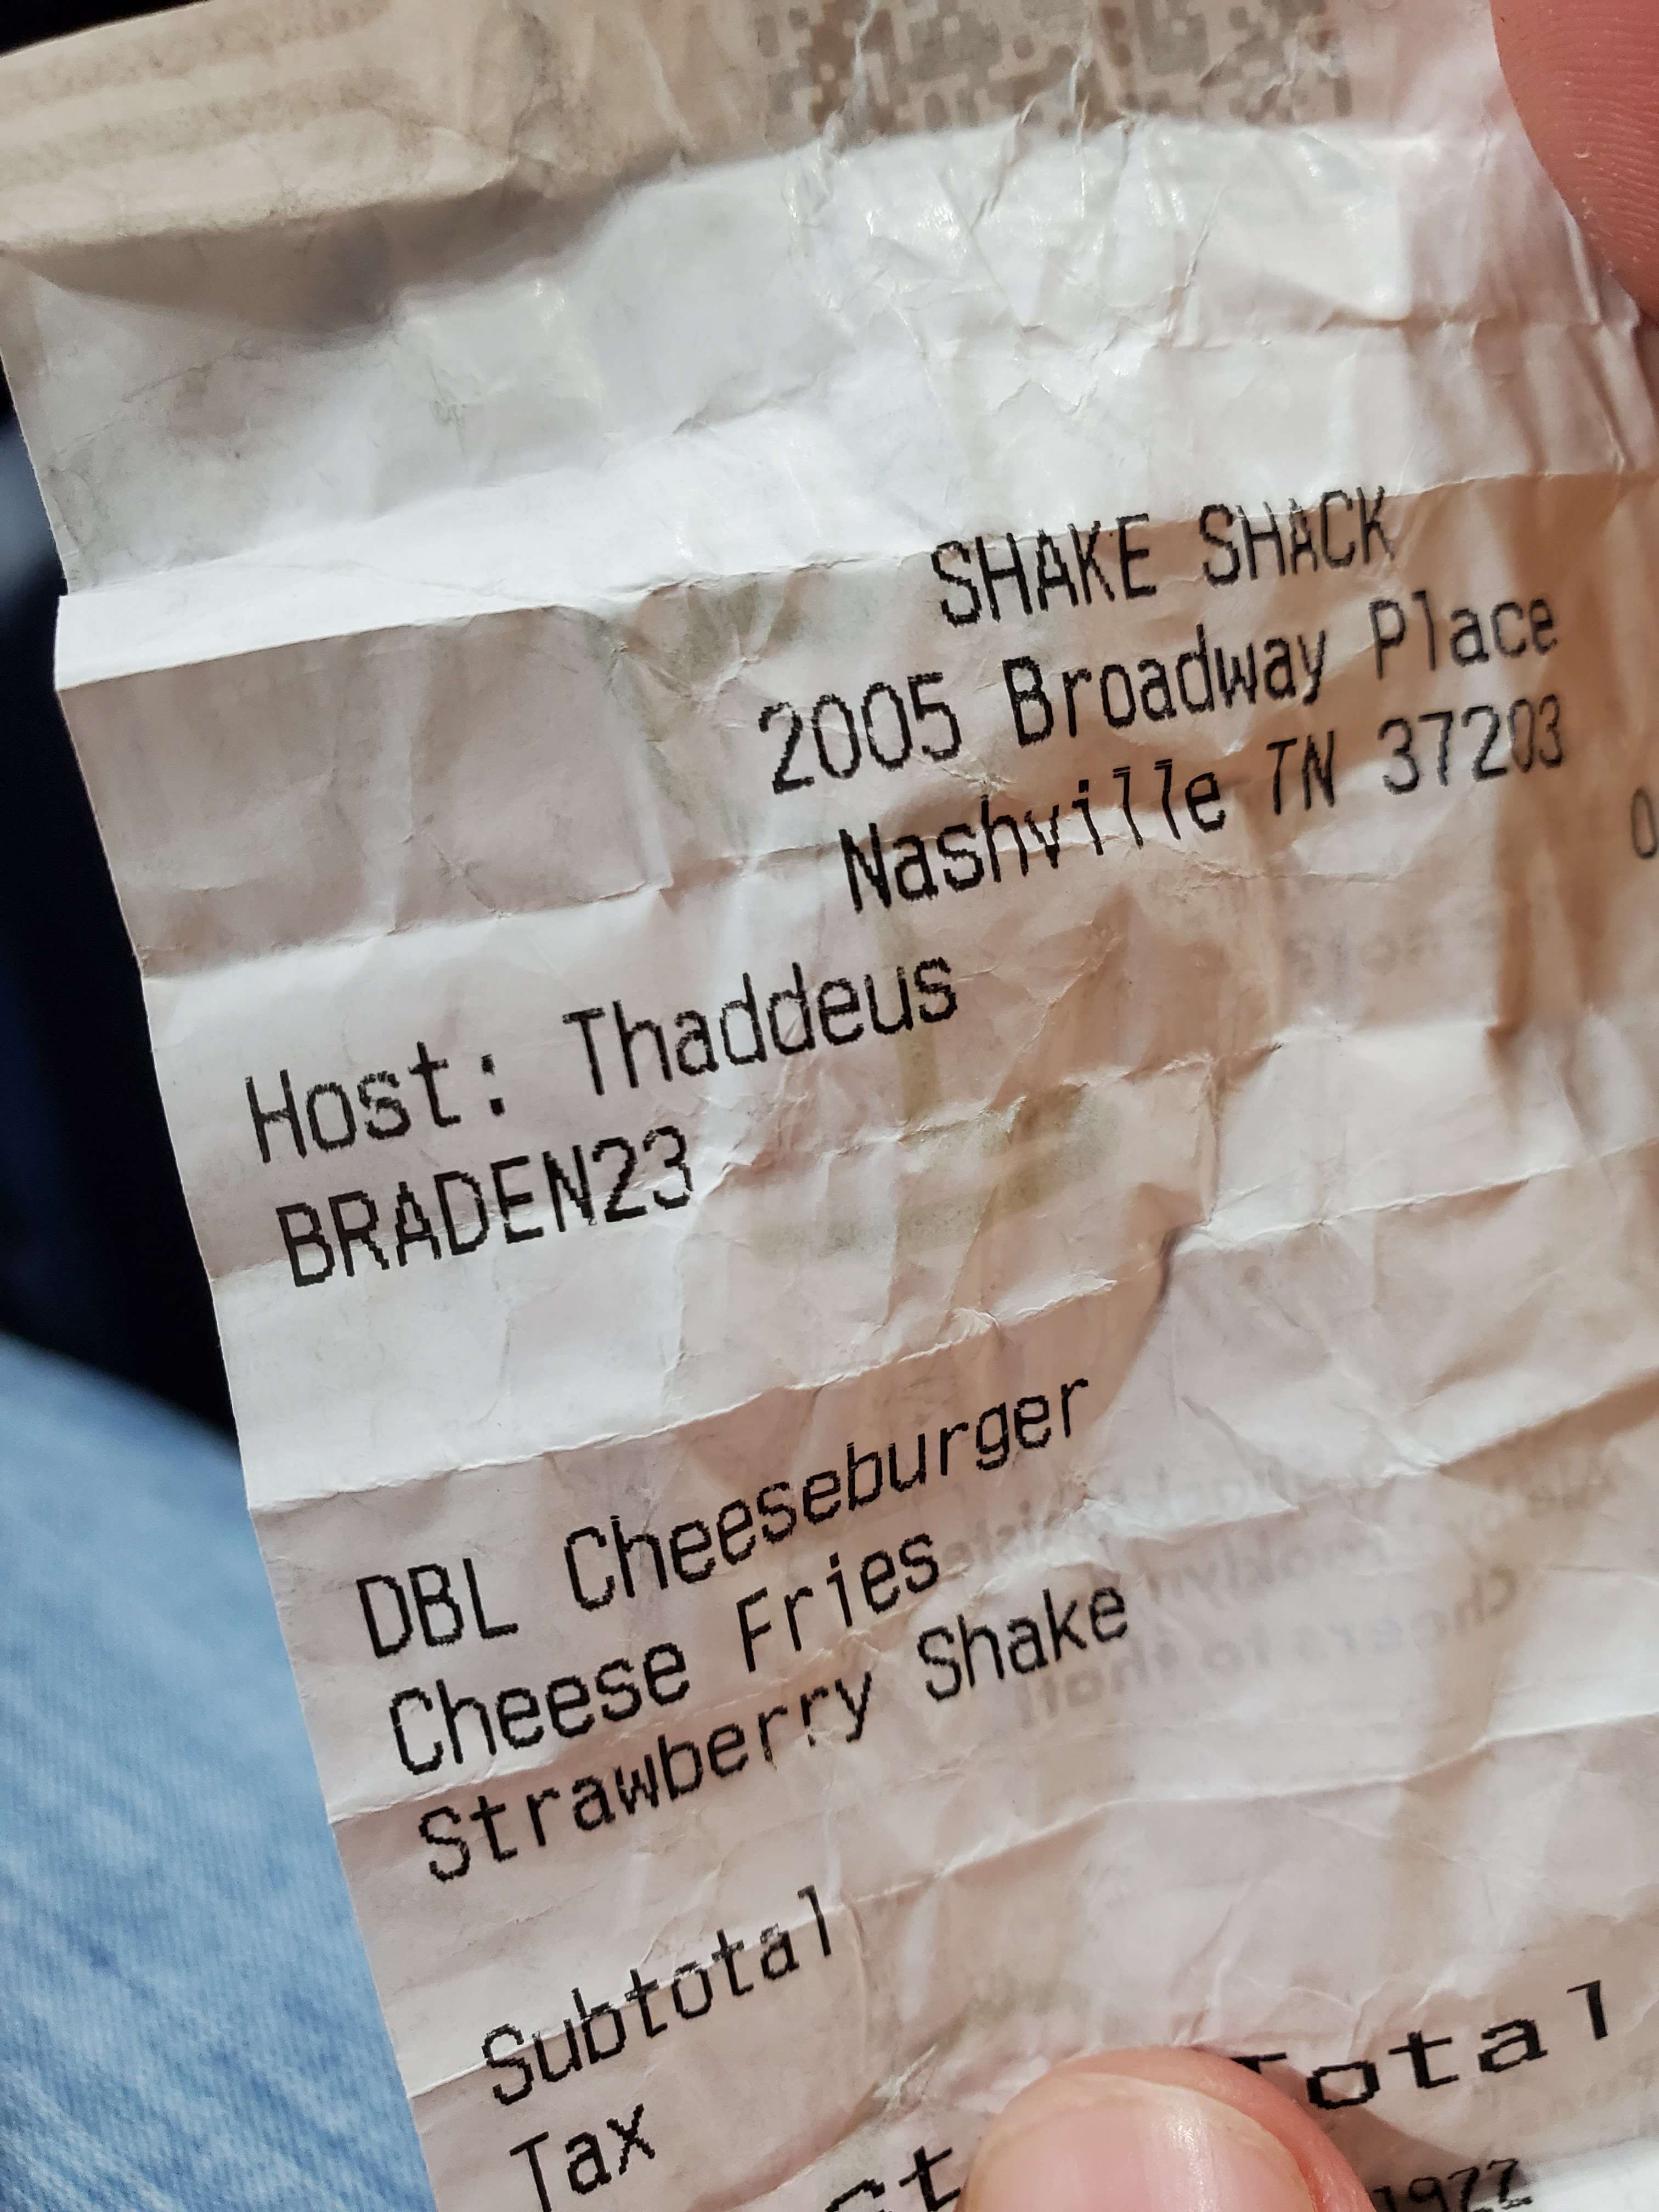 SHAKE SHACK
2005 Broadway Place
Nashville TN 37203
Host: Thaddeus
BRADEN23
DBL Cheeseburger
Cheese Fries
Strawberry Shake
Subtotal
Tax
Total